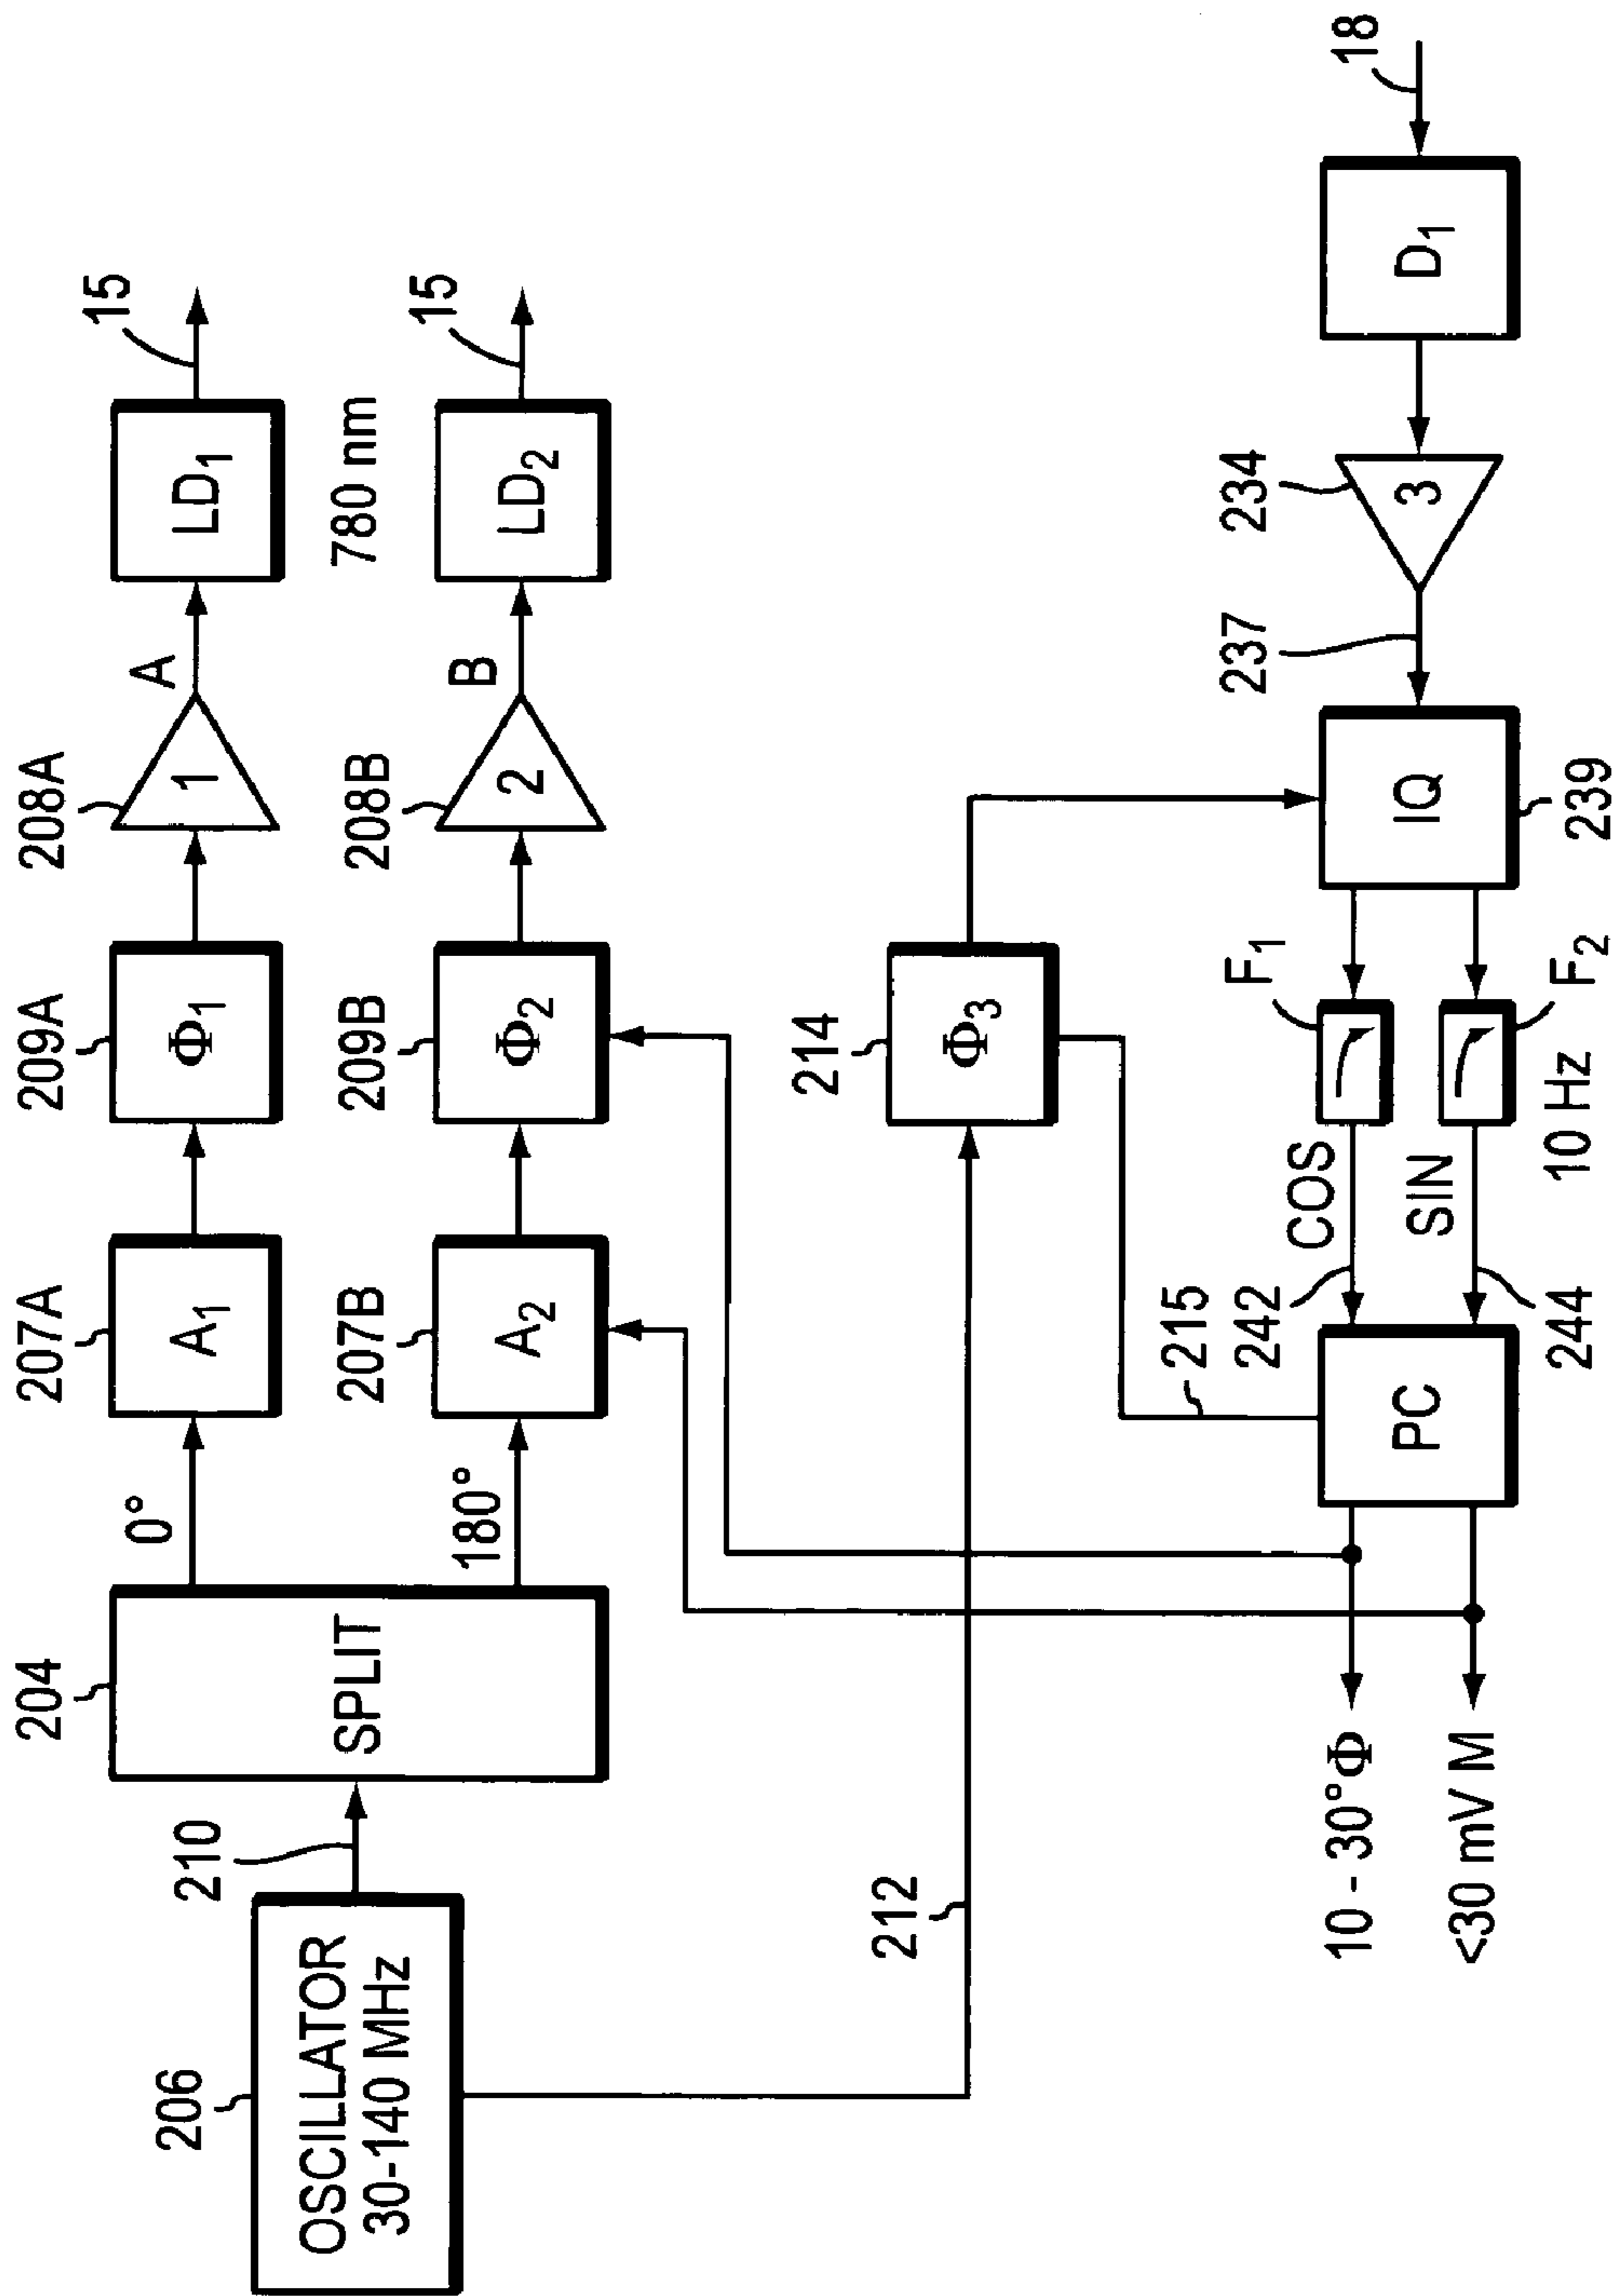 206
OSCILLATOR
30-140 MHz
210
204
SPLIT
0°
180°
207A
A₁
207B
A₂
209A
Φ₁
209B
Φ₂
208A
1
A
208B
2
B
LD₁
780 nm
LD₂
15
15
212
214
Φ₃
215
10 - 30°Φ
<30 mV M
PC
242
COS
244
SIN
F₁
F₂
10 Hz
IQ
239
237
234
3
D₁
18